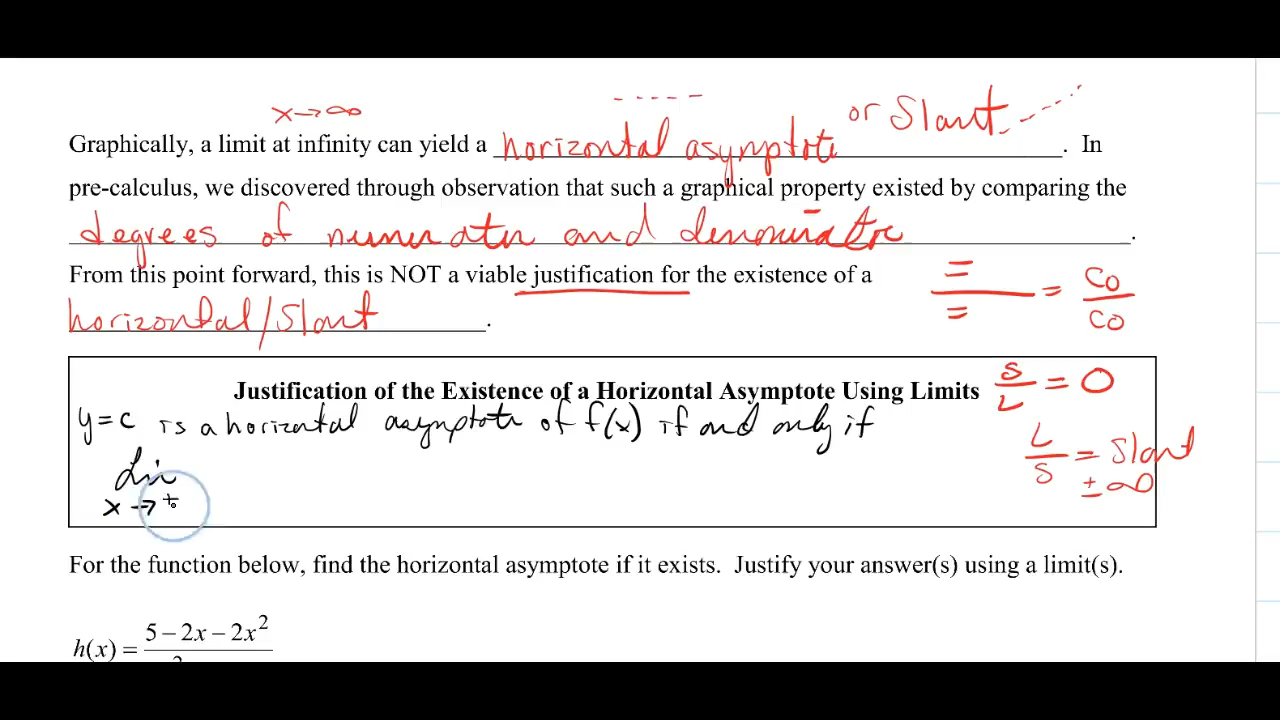 x→∞
or Slant
Graphically, a limit at infinity can yield a horizontal asymptote. In
pre-calculus, we discovered through observation that such a graphical property existed by comparing the
degrees of numerator and denominator.
From this point forward, this is NOT a viable justification for the existence of a
horizontal/Slant.
= / = = CO / CO
Justification of the Existence of a Horizontal Asymptote Using Limits
S / L = 0
y = c is a horizontal asymptote of f(x) if and only if
L / S = Slant
± ∞
Lim
x → +
For the function below, find the horizontal asymptote if it exists. Justify your answer(s) using a limit(s).
h(x) = 5 − 2x − 2x²